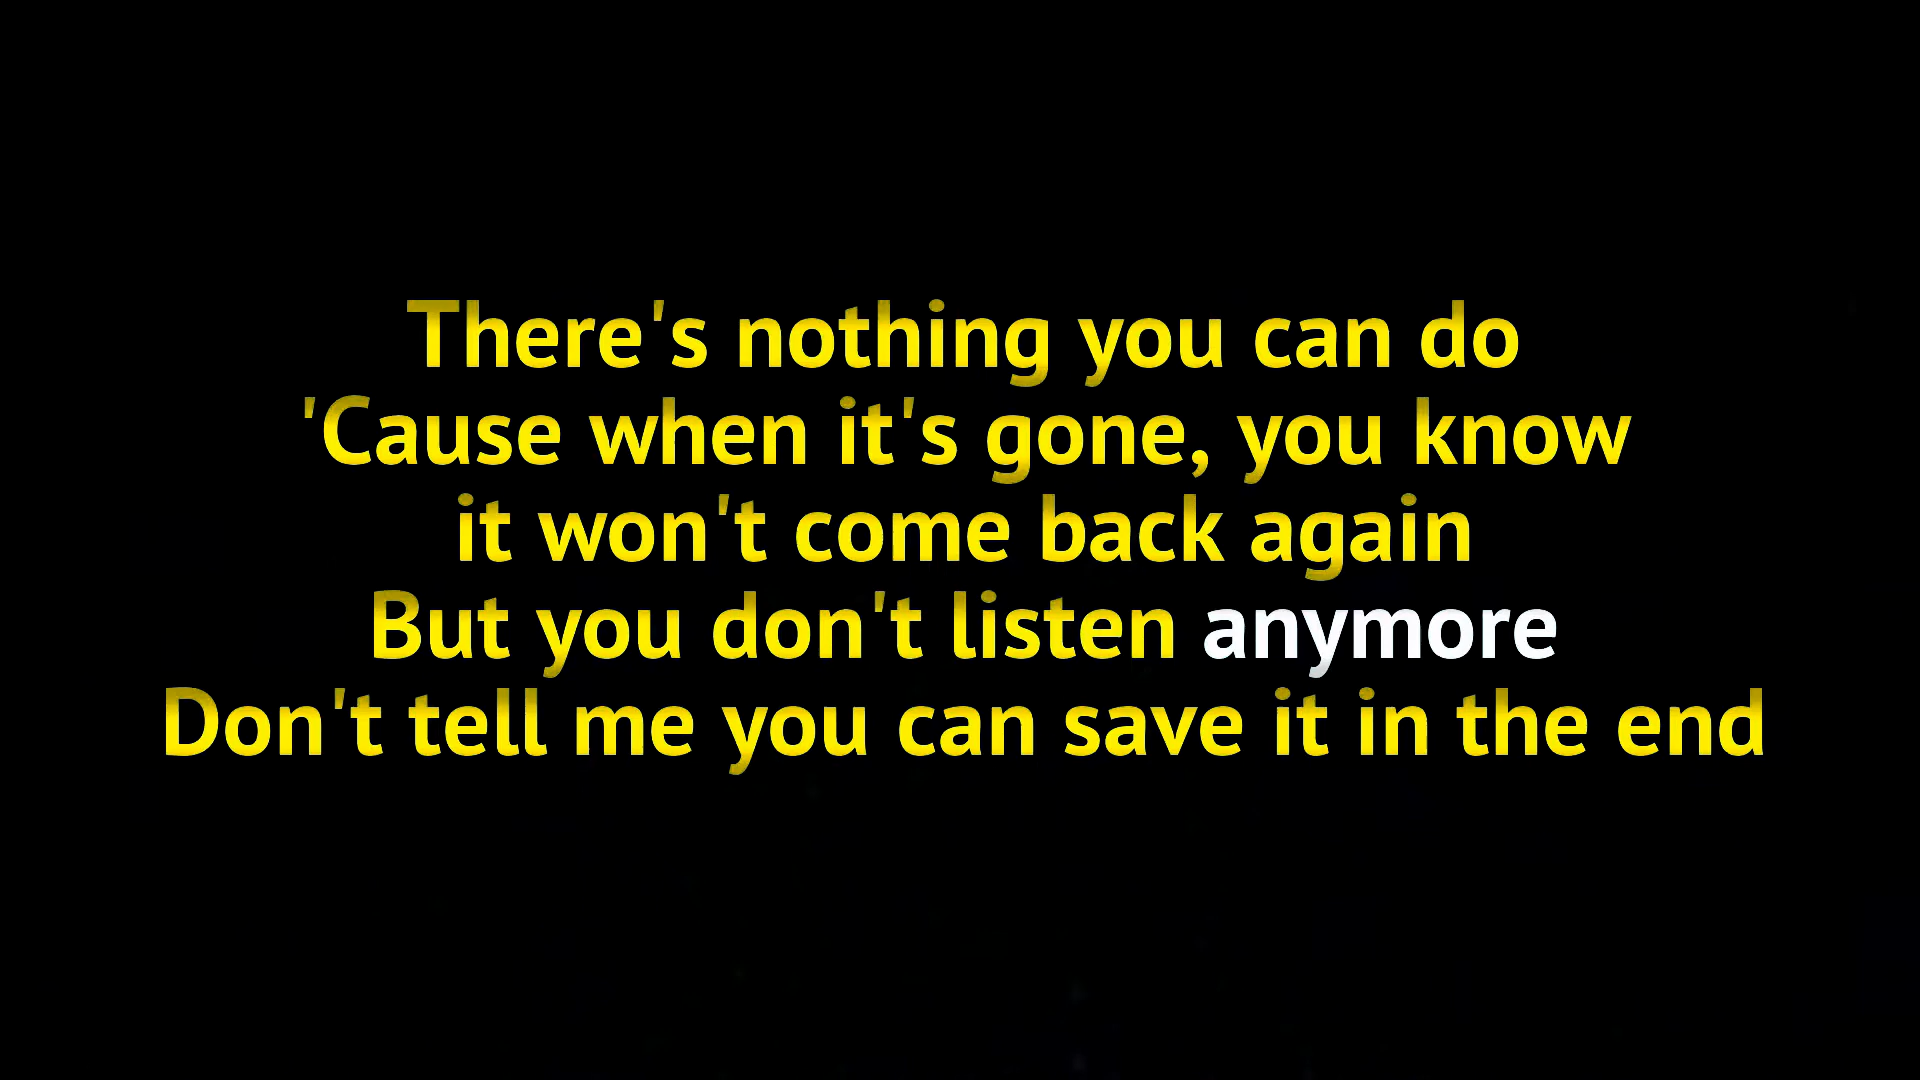 There's nothing you can do
'Cause when it's gone, you know
it won't come back again
But you don't listen anymore
Don't tell me you can save it in the end